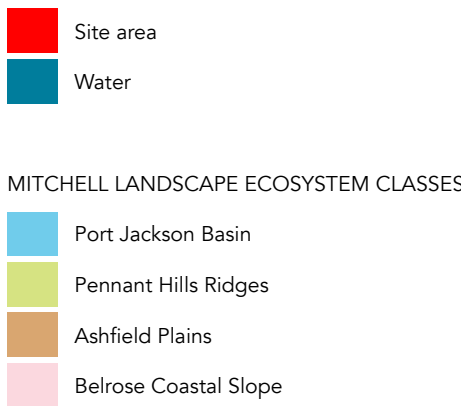 Site area
Water
MITCHELL LANDSCAPE ECOSYSTEM CLASSES
Port Jackson Basin
Pennant Hills Ridges
Ashfield Plains
Belrose Coastal Slope